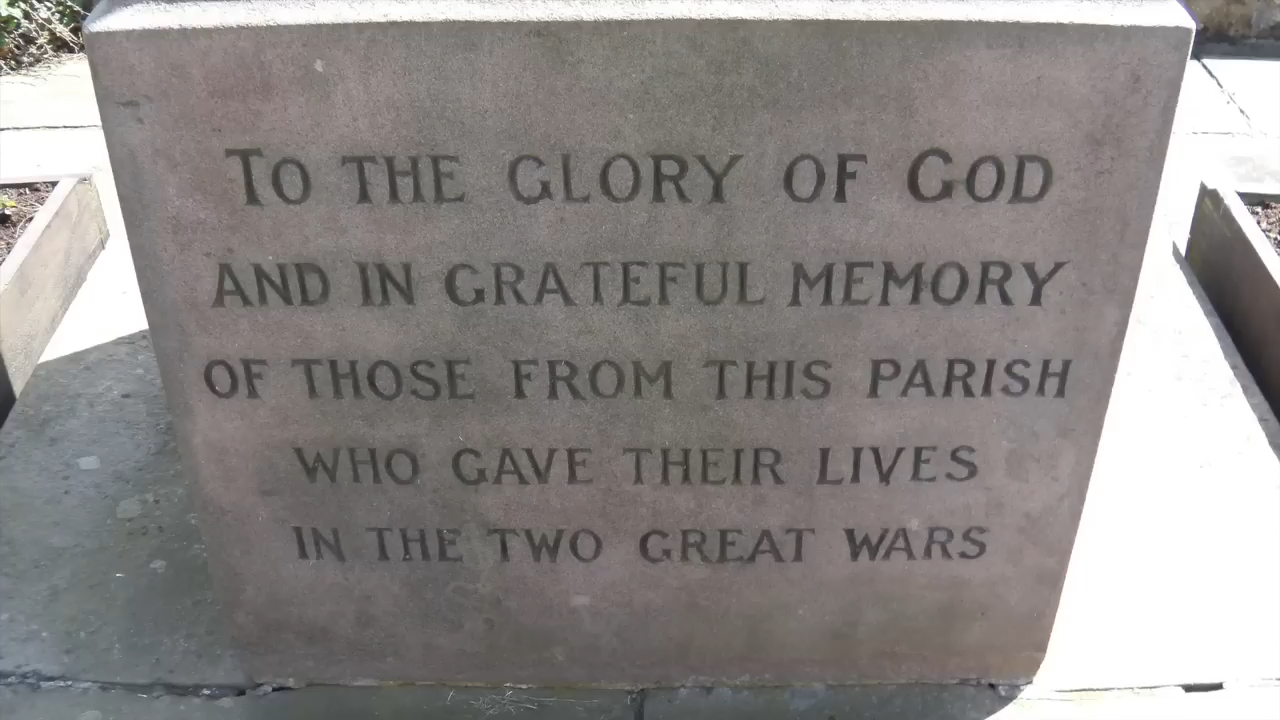 To THE GLORY OF GOD
AND IN GRATEFUL MEMORY
OF THOSE FROM THIS PARISH
WHO GAVE THEIR LIVES
IN THE TWO GREAT WARS